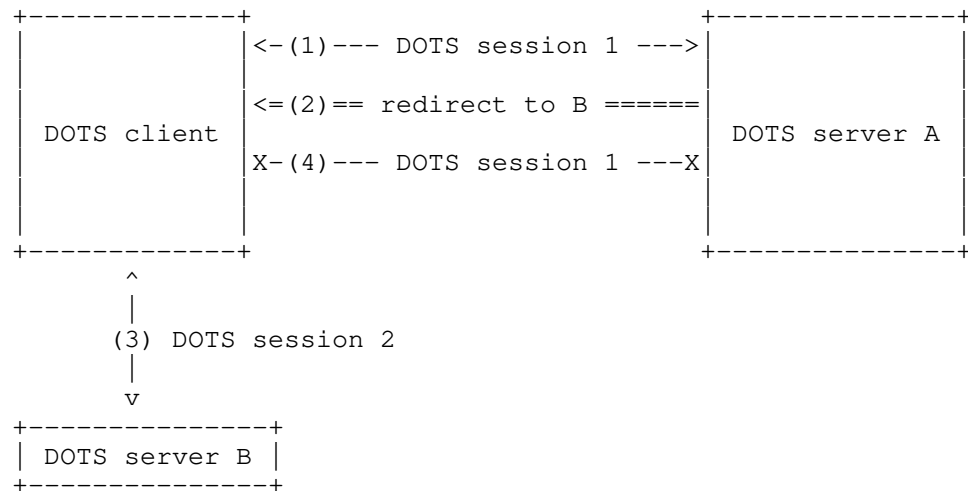 <-(1)--- DOTS session 1 --->
<=(2)== redirect to B ======
DOTS client
DOTS server A
X-(4)--- DOTS session 1 ---X
(3) DOTS session 2
DOTS server B